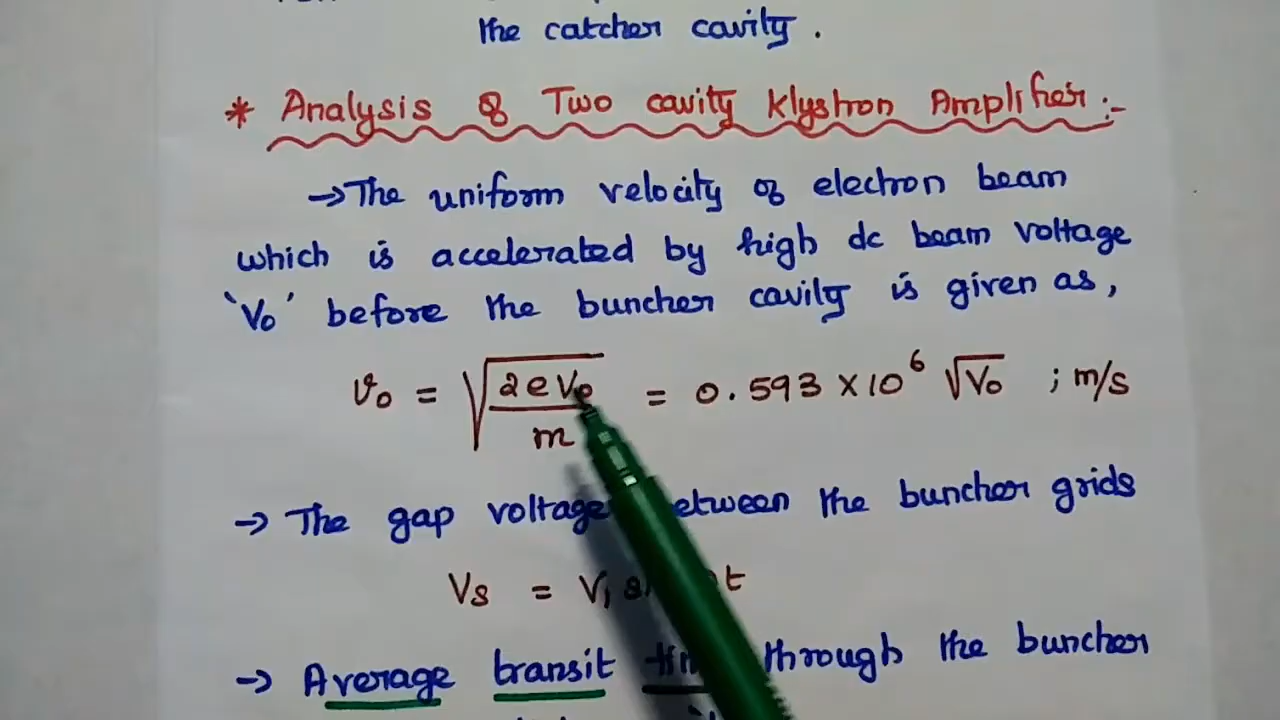 the catcher cavity.
* Analysis of Two cavity Klystron Amplifier :-
→ The uniform velocity of electron beam
which is accelerated by high dc beam voltage
'V₀' before the buncher cavity is given as,
v₀ = √(2eV₀/m) = 0.593 × 10⁶ √V₀ ; m/s
→ The gap voltage between the buncher grids
Vs = V₁ t
→ Average transit through the buncher